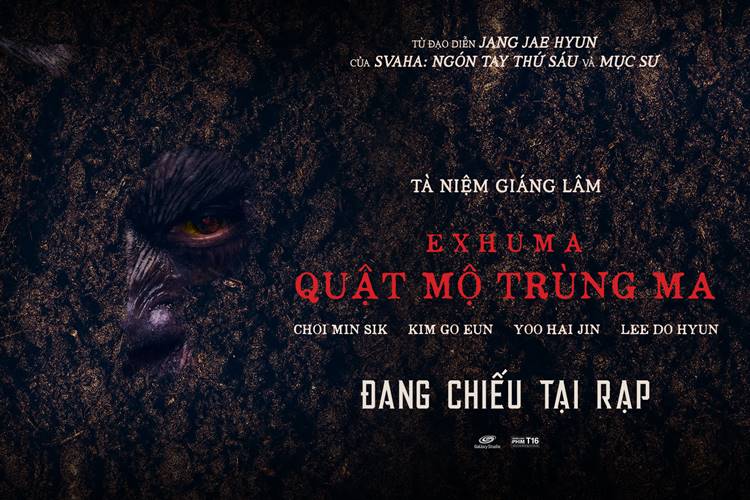 TỪ ĐẠO DIỄN JANG JAE HYUN
CỦA SVAHA: NGÓN TAY THỨ SÁU VÀ MỤC SƯ
TÀ NIỆM GIÁNG LÂM
EXHUMA
QUẬT MỘ TRÙNG MA
CHOI MIN SIK KIM GO EUN YOO HAI JIN LEE DO HYUN
ĐANG CHIẾU TẠI RẠP
Galaxy Studio
PHIM T16